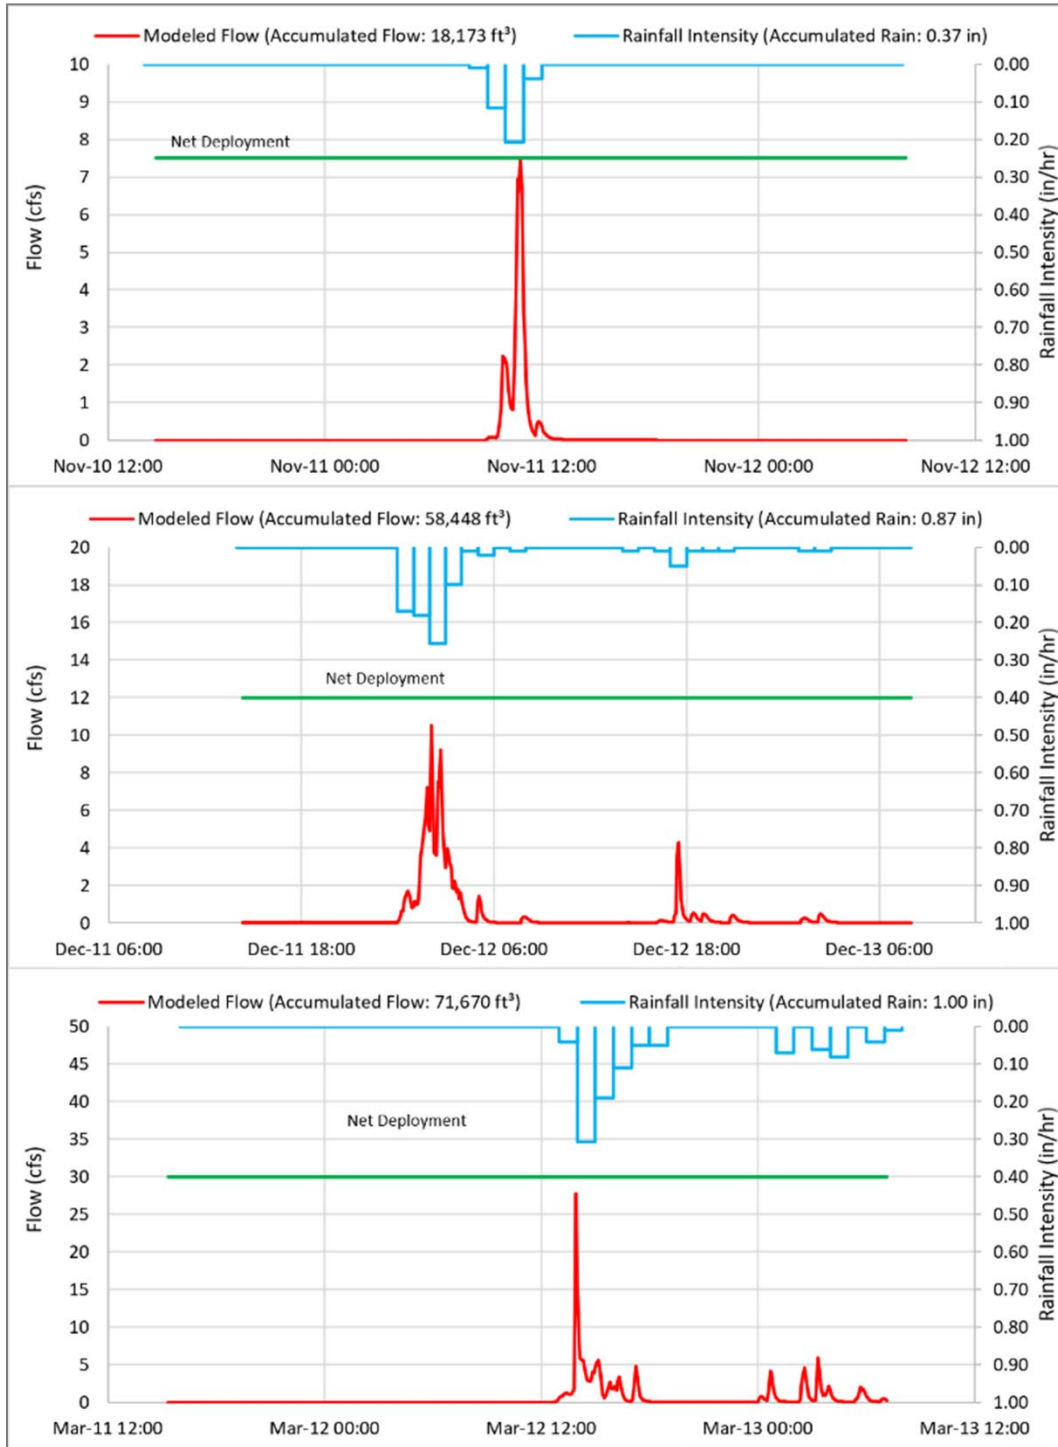 Modeled Flow (Accumulated Flow: 18,173 ft³) Rainfall Intensity (Accumulated Rain: 0.37 in)
10 0.00
9 0.10
8 0.20
Net Deployment
7 0.30
6 0.40
5 0.50
4 0.60
3 0.70
2 0.80
1 0.90
0 1.00
Flow (cfs)
Rainfall Intensity (in/hr)
Nov-10 12:00 Nov-11 00:00 Nov-11 12:00 Nov-12 00:00 Nov-12 12:00
Modeled Flow (Accumulated Flow: 58,448 ft³) Rainfall Intensity (Accumulated Rain: 0.87 in)
20 0.00
18 0.10
16 0.20
14 0.30
Net Deployment
12 0.40
10 0.50
8 0.60
6 0.70
4 0.80
2 0.90
0 1.00
Flow (cfs)
Rainfall Intensity (in/hr)
Dec-11 06:00 Dec-11 18:00 Dec-12 06:00 Dec-12 18:00 Dec-13 06:00
Modeled Flow (Accumulated Flow: 71,670 ft³) Rainfall Intensity (Accumulated Rain: 1.00 in)
50 0.00
45 0.10
40 0.20
Net Deployment
35 0.30
30 0.40
25 0.50
20 0.60
15 0.70
10 0.80
5 0.90
0 1.00
Flow (cfs)
Rainfall Intensity (in/hr)
Mar-11 12:00 Mar-12 00:00 Mar-12 12:00 Mar-13 00:00 Mar-13 12:00